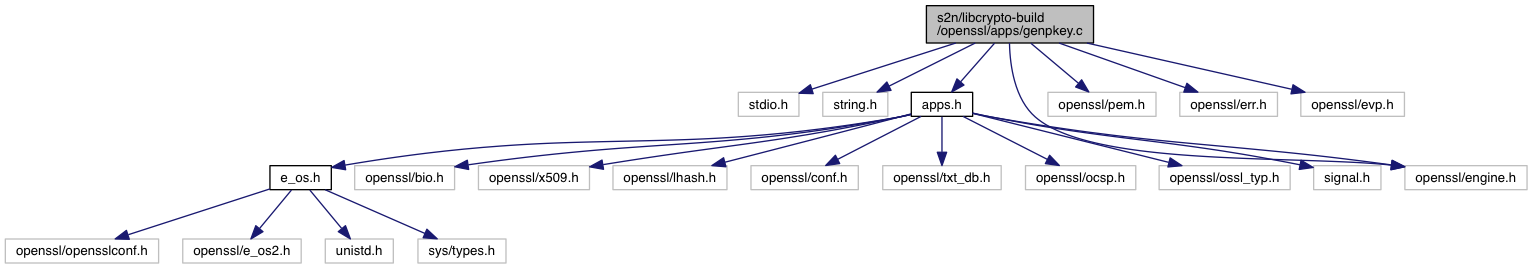 s2n/libcrypto-build
/openssl/apps/genpkey.c
stdio.h
string.h
apps.h
openssl/pem.h
openssl/err.h
openssl/evp.h
e_os.h
openssl/bio.h
openssl/x509.h
openssl/lhash.h
openssl/conf.h
openssl/txt_db.h
openssl/ocsp.h
openssl/ossl_typ.h
signal.h
openssl/engine.h
openssl/opensslconf.h
openssl/e_os2.h
unistd.h
sys/types.h